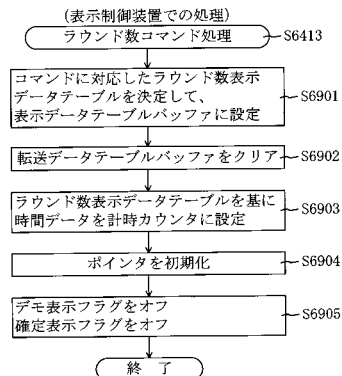 (表示制御装置での処理)
ラウンド数コマンド処理
S6413
コマンドに対応したラウンド数表示
データテーブルを決定して、
表示データテーブルバッファに設定
S6901
転送データテーブルバッファをクリア
S6902
ラウンド数表示データテーブルを基に
時間データを計時カウンタに設定
S6903
ポインタを初期化
S6904
デモ表示フラグをオフ
確定表示フラグをオフ
S6905
終了